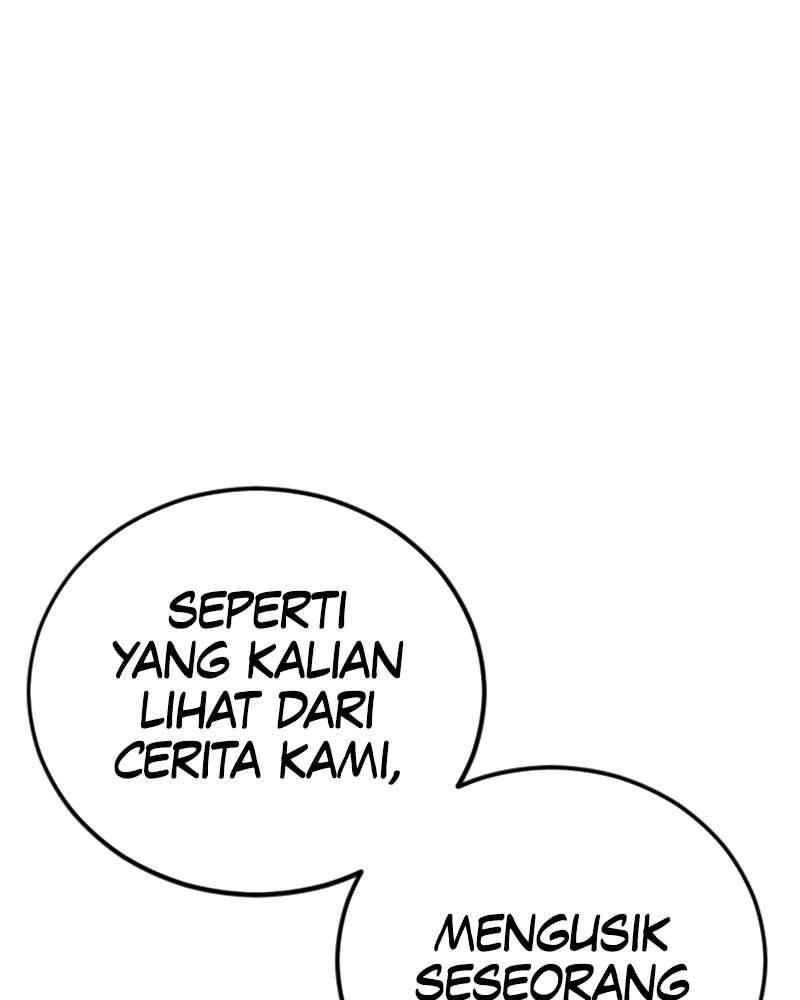 SEPERTI
YANG KALIAN
LIHAT DARI
CERITA KAMI,
MENGUSIK
SESEORANG